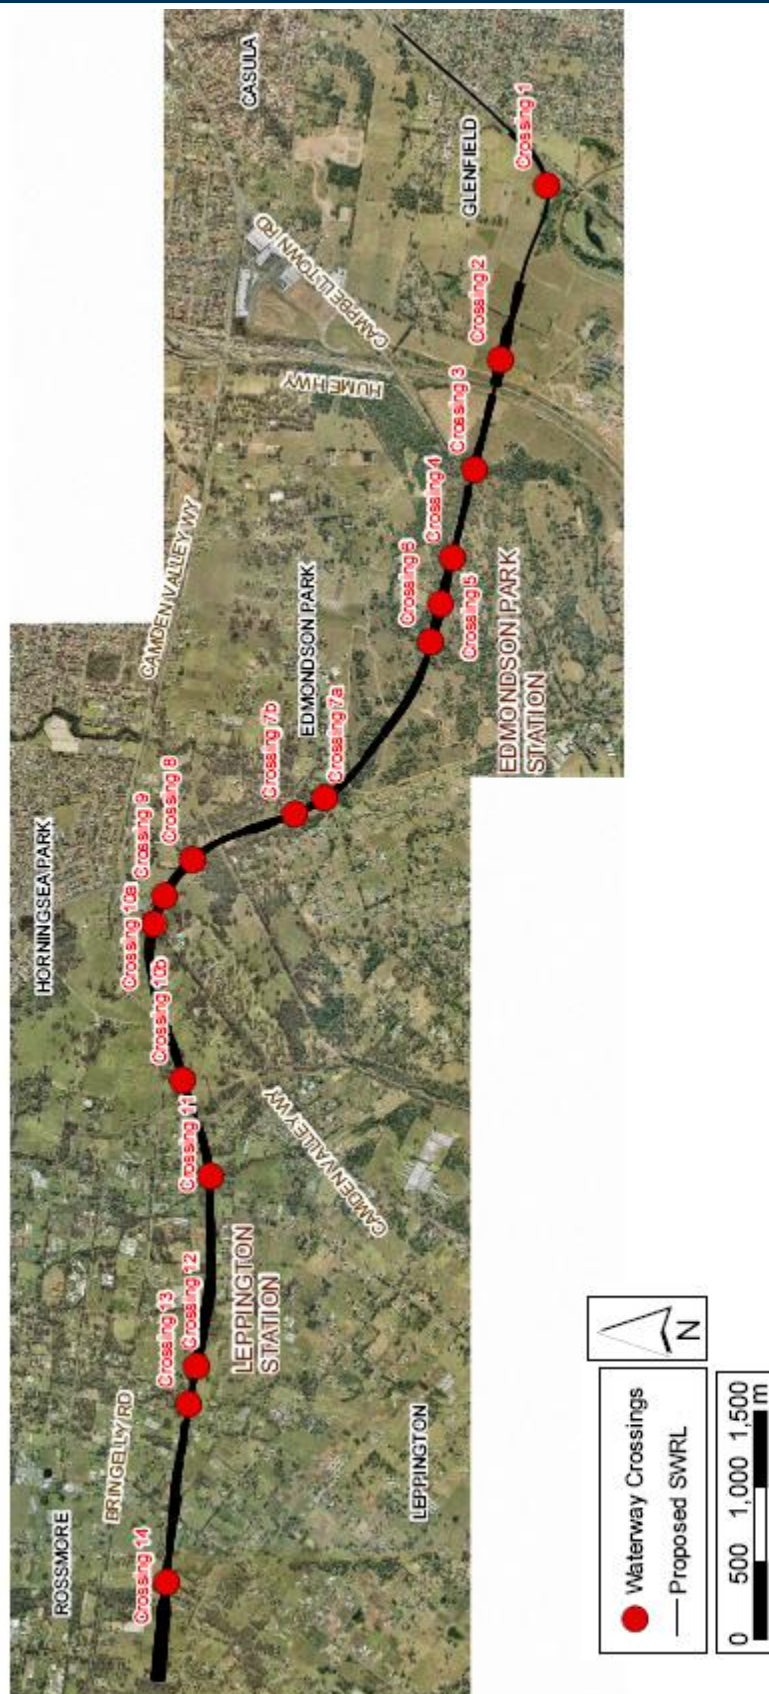 CASULA
GLENFIELD
Crossing 1
CAMPBELLTOWN RD
Crossing 2
HUME HWY
Crossing 3
Crossing 4
CAMDEN VALLEY WY
Crossing 6
Crossing 5
EDMONDSON PARK
EDMONDSON PARK
STATION
Crossing 7b
Crossing 7a
Crossing 8
Crossing 9
HORNINGSEA PARK
Crossing 10a
Crossing 10b
Crossing 11
CAMDEN VALLEY WY
LEPPINGTON
STATION
Crossing 12
Crossing 13
BRINGELLY RD
LEPPINGTON
ROSSMORE
Crossing 14
N
Waterway Crossings
Proposed SWRL
0 500 1,000 1,500
m